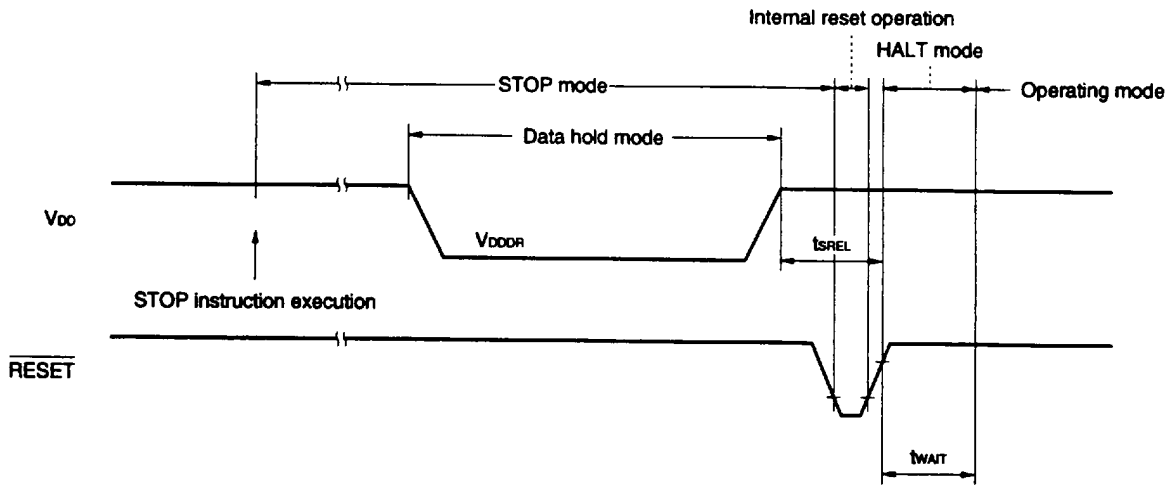 Internal reset operation
HALT mode
STOP mode
Operating mode
Data hold mode
VDD
VDDDR
tSREL
STOP instruction execution
RESET
tWAIT